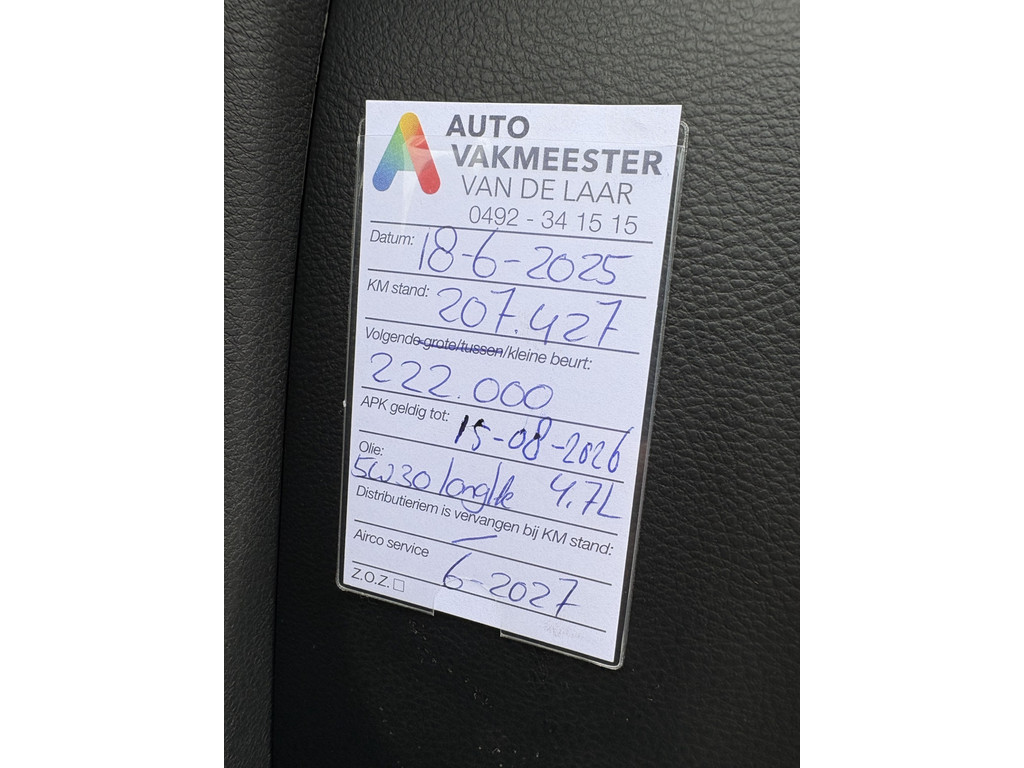 AUTO
VAKMEESTER
VAN DE LAAR
0492 - 34 15 15
Datum: 18-6-2025
KM stand: 207.427
Volgende grote/tussen/kleine beurt:
222.000
APK geldig tot: 15-08-2026
Olie:
5W30 longlife 4.7L
Distributieriem is vervangen bij KM stand:
—
Airco service 6-2027
Z.O.Z. ☐